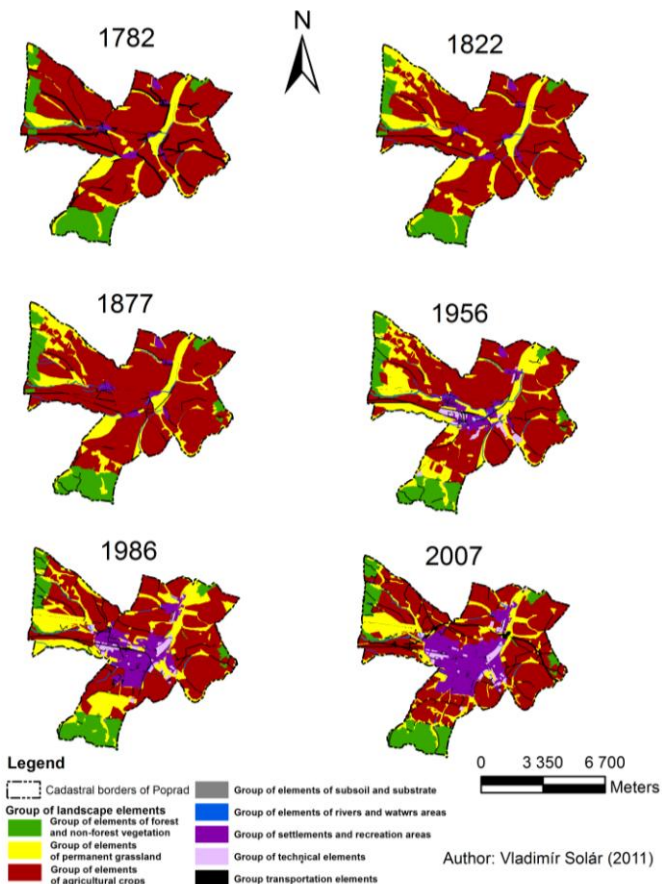 N
1782
1822
1877
1956
1986
2007
Legend
Cadastral borders of Poprad
Group of landscape elements
Group of elements of forest
and non-forest vegetation
Group of elements
of permanent grassland
Group of elements
of agricultural crops
Group of elements of subsoil and substrate
Group of elements of rivers and watwrs areas
Group of settlements and recreation areas
Group of technical elements
Group transportation elements
0 3 350 6 700
Meters
Author: Vladimír Solár (2011)